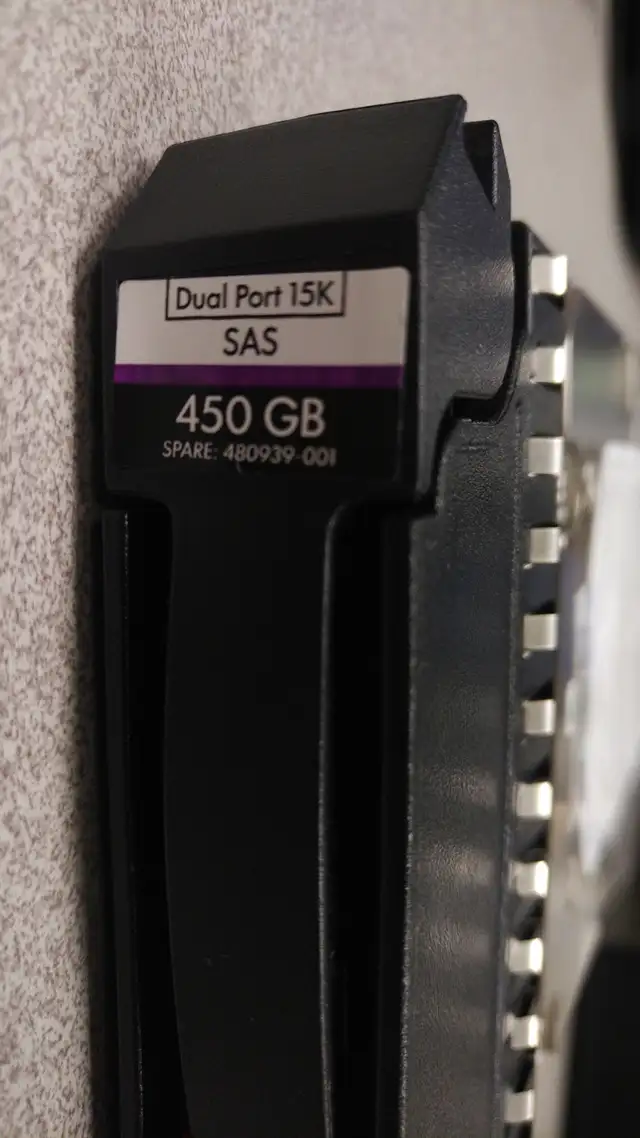 Dual Port 15K
SAS
450 GB
SPARE: 480939-001